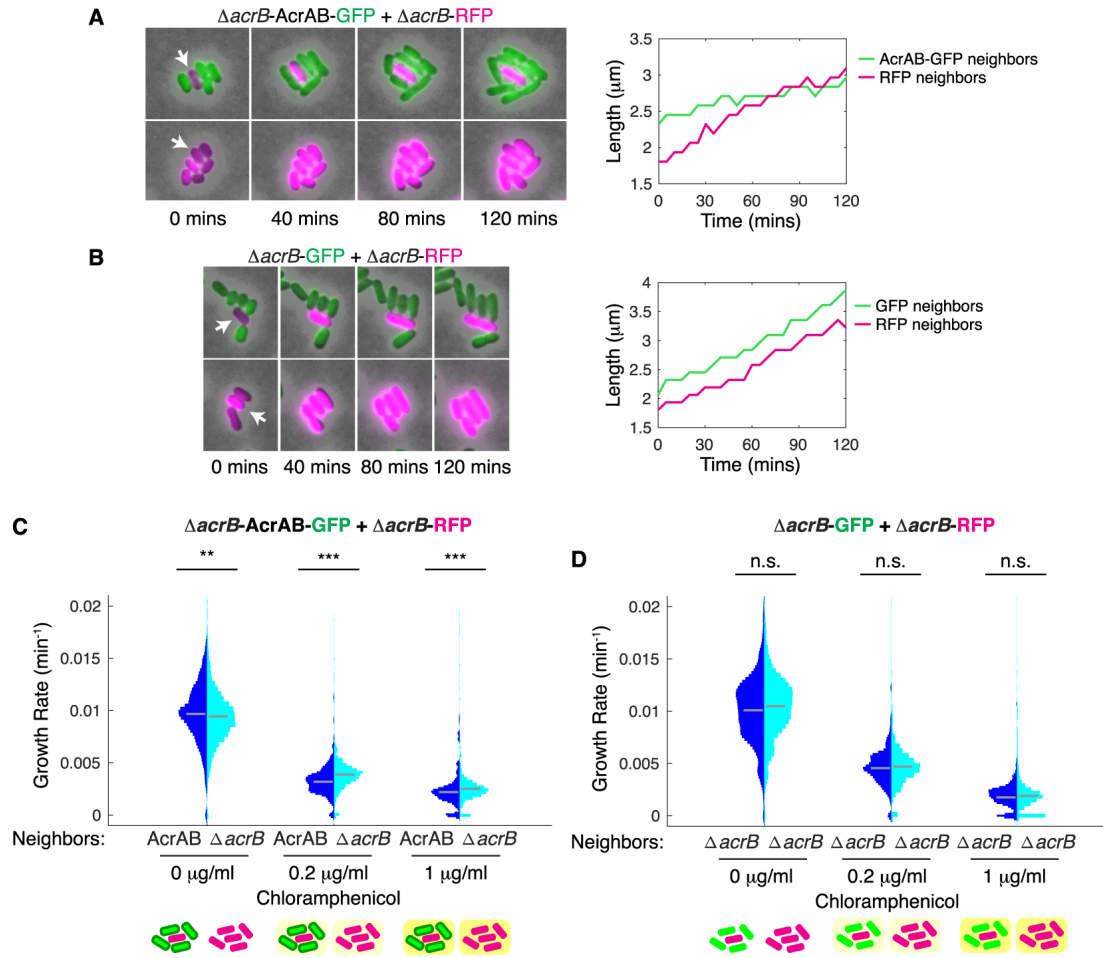 A
ΔacrB-AcrAB-GFP + ΔacrB-RFP
0 mins 40 mins 80 mins 120 mins
Length (μm)
3.5
3
2.5
2
1.5
0 30 60 90 120
Time (mins)
AcrAB-GFP neighbors
RFP neighbors
B
ΔacrB-GFP + ΔacrB-RFP
0 mins 40 mins 80 mins 120 mins
Length (μm)
4
3.5
3
2.5
2
1.5
0 30 60 90 120
Time (mins)
GFP neighbors
RFP neighbors
C
ΔacrB-AcrAB-GFP + ΔacrB-RFP
** *** ***
Growth Rate (min⁻¹)
0.02
0.015
0.01
0.005
0
Neighbors: AcrAB ΔacrB AcrAB ΔacrB AcrAB ΔacrB
0 μg/ml 0.2 μg/ml 1 μg/ml
Chloramphenicol
D
ΔacrB-GFP + ΔacrB-RFP
n.s. n.s. n.s.
Growth Rate (min⁻¹)
0.02
0.015
0.01
0.005
0
Neighbors: ΔacrB ΔacrB ΔacrB ΔacrB ΔacrB ΔacrB
0 μg/ml 0.2 μg/ml 1 μg/ml
Chloramphenicol